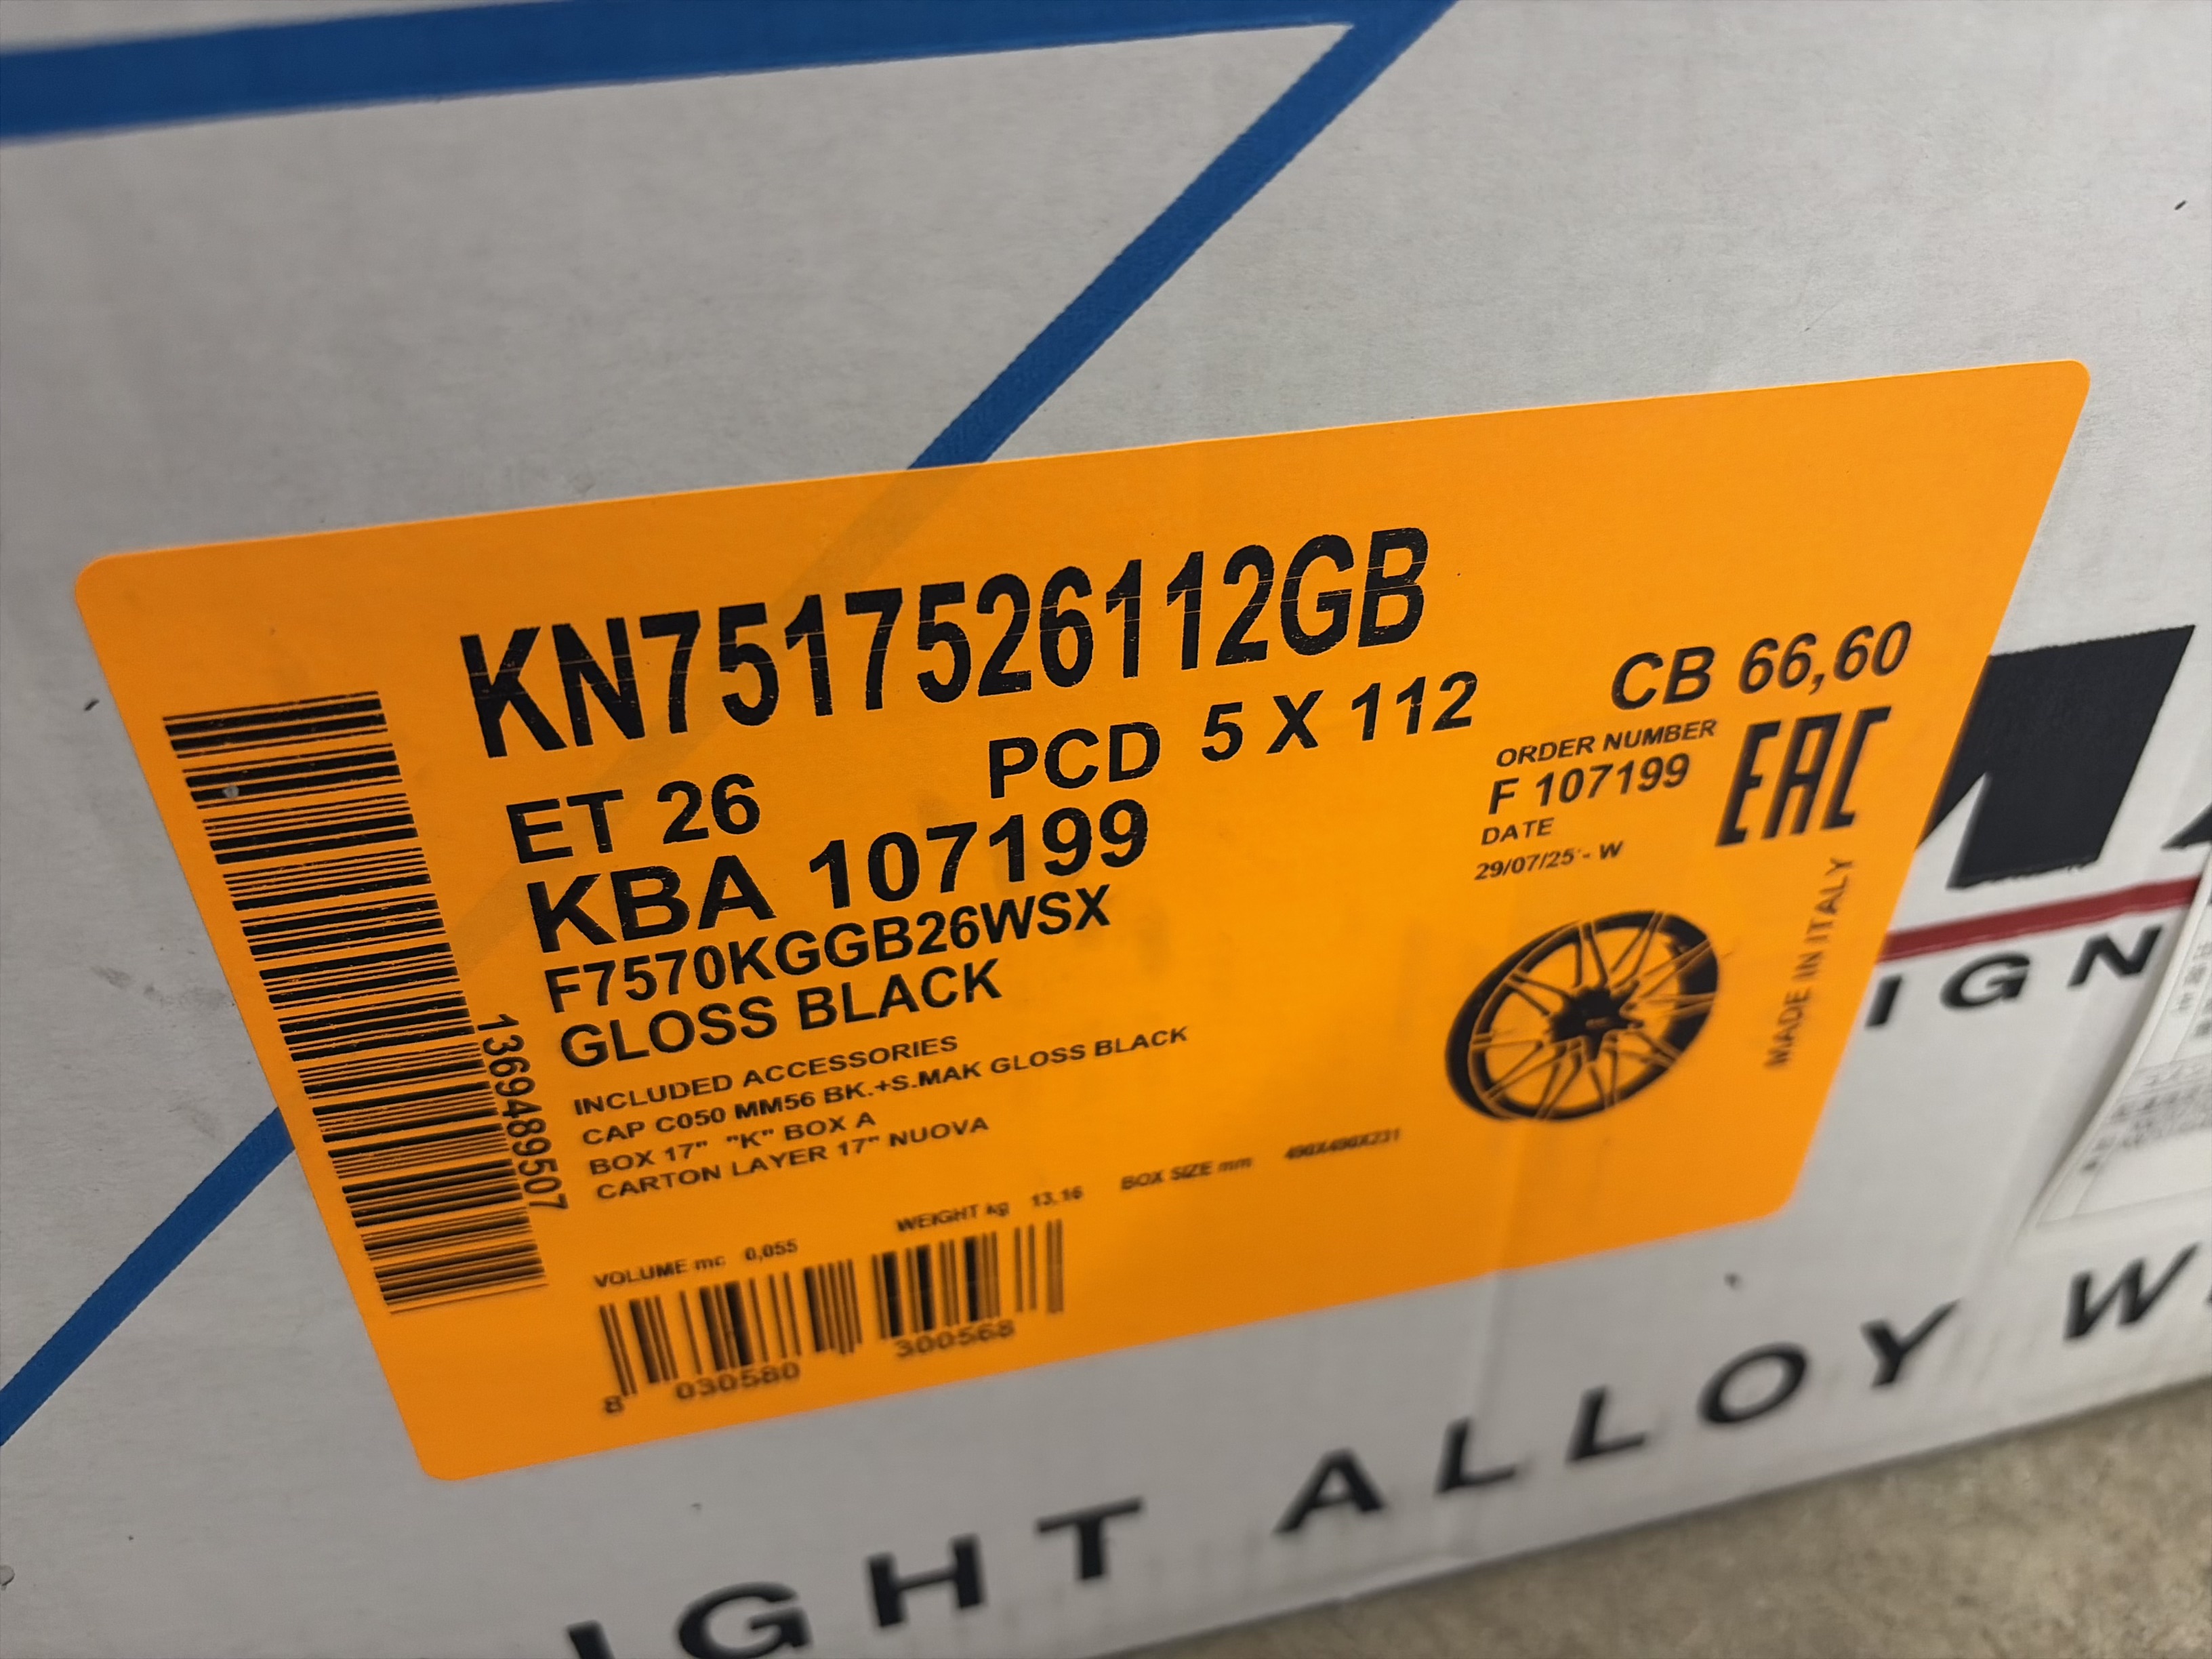 KN7517526112GB
ET 26 PCD 5 X 112 CB 66,60
KBA 107199
ORDER NUMBER
F 107199
DATE
29/07/25 - W
EAC
F7570KGGB26WSX
GLOSS BLACK
MADE IN ITALY
INCLUDED ACCESSORIES
CAP C050 MM56 BK.+S.MAK GLOSS BLACK
BOX 17" "K" BOX A
CARTON LAYER 17" NUOVA
VOLUME mc 0,055 WEIGHT kg 13,16 BOX SIZE mm 490X490X231
1369489507
8 030580 300568
IGN
IGHT ALLOY W